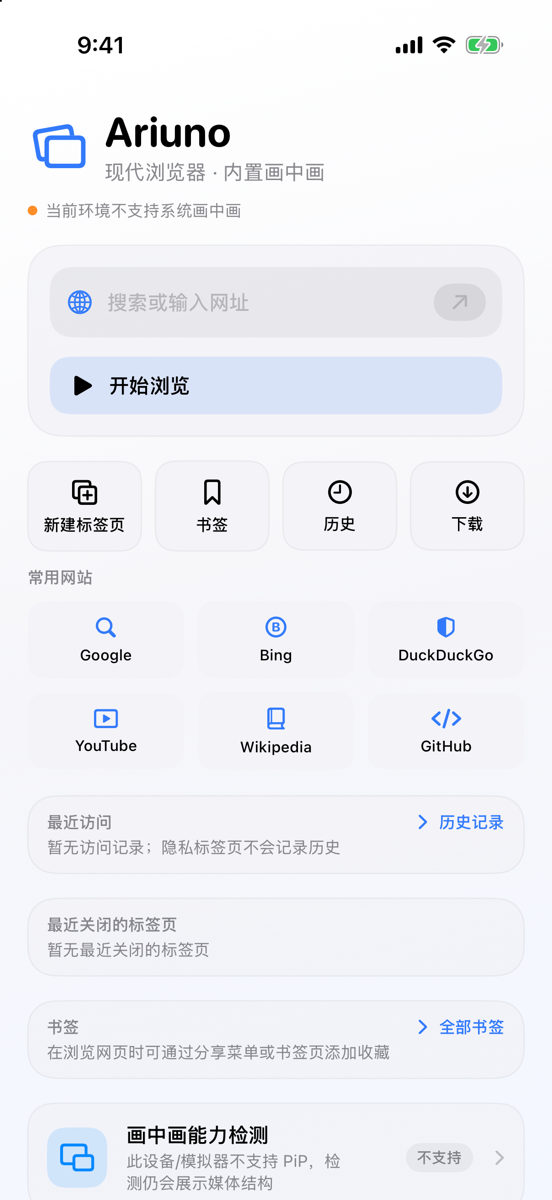 9:41
Ariuno
现代浏览器 · 内置画中画
当前环境不支持系统画中画
搜索或输入网址
开始浏览
新建标签页
书签
历史
下载
常用网站
Google
Bing
DuckDuckGo
YouTube
Wikipedia
GitHub
最近访问
历史记录
暂无访问记录；隐私标签页不会记录历史
最近关闭的标签页
暂无最近关闭的标签页
书签
全部书签
在浏览网页时可通过分享菜单或书签页添加收藏
画中画能力检测
此设备/模拟器不支持 PiP，检
测仍会展示媒体结构
不支持